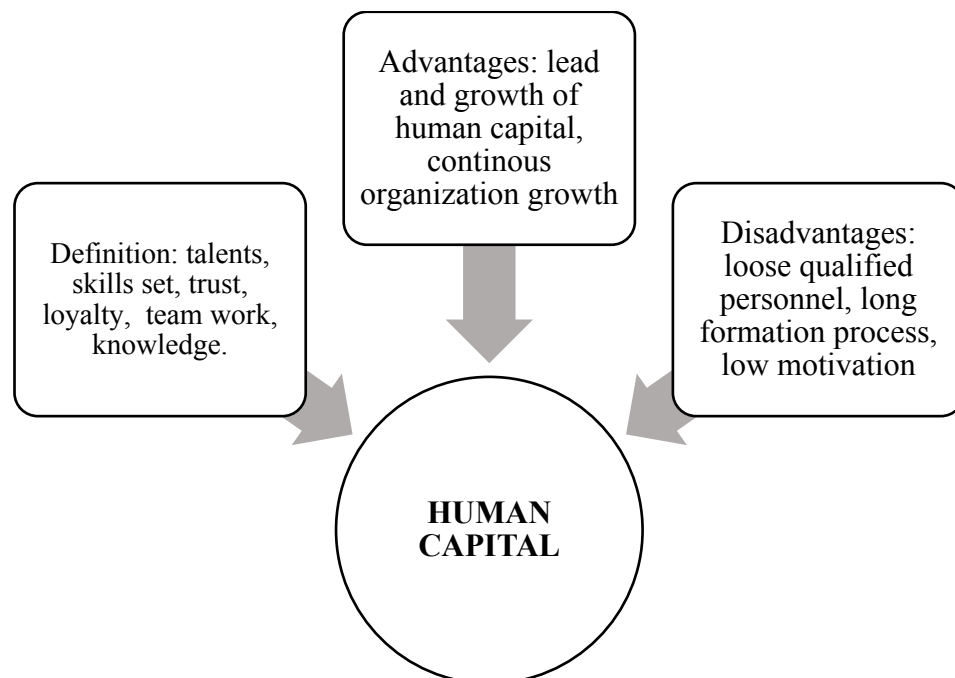 Definition: talents,
skills set, trust,
loyalty,  team work,
knowledge.
Advantages: lead
and growth of
human capital,
continous
organization growth
Disadvantages:
loose qualified
personnel, long
formation process,
low motivation
HUMAN
CAPITAL